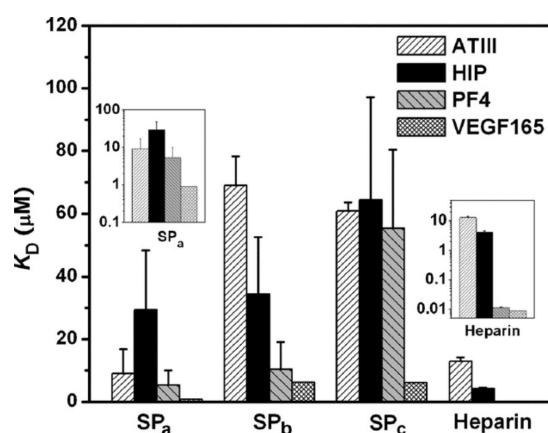 120
100
80
60
40
20
0
K_D (μM)
ATIII
HIP
PF4
VEGF165
100
10
1
0.1
SP_a
10
1
0.1
0.01
Heparin
SP_a
SP_b
SP_c
Heparin